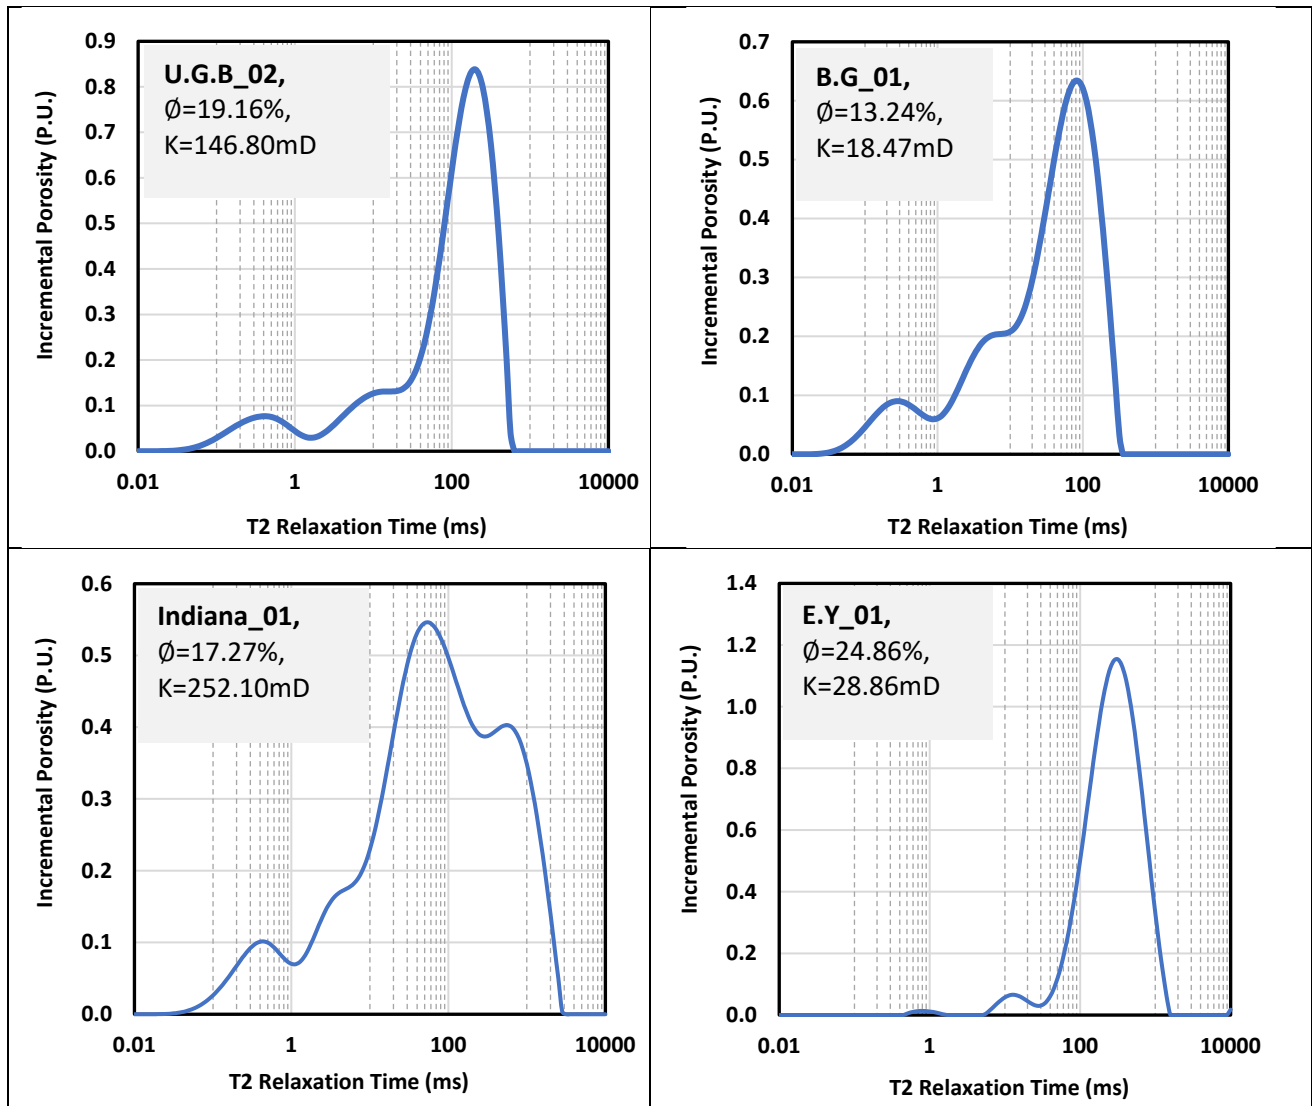 U.G.B_02,
Ø=19.16%,
K=146.80mD
Incremental Porosity (P.U.)
0.9
0.8
0.7
0.6
0.5
0.4
0.3
0.2
0.1
0.0
0.01 1 100 10000
T2 Relaxation Time (ms)
B.G_01,
Ø=13.24%,
K=18.47mD
Incremental Porosity (P.U.)
0.7
0.6
0.5
0.4
0.3
0.2
0.1
0.0
0.01 1 100 10000
T2 Relaxation Time (ms)
Indiana_01,
Ø=17.27%,
K=252.10mD
Incremental Porosity (P.U.)
0.6
0.5
0.4
0.3
0.2
0.1
0.0
0.01 1 100 10000
T2 Relaxation Time (ms)
E.Y_01,
Ø=24.86%,
K=28.86mD
Incremental Porosity (P.U.)
1.4
1.2
1.0
0.8
0.6
0.4
0.2
0.0
0.01 1 100 10000
T2 Relaxation Time (ms)